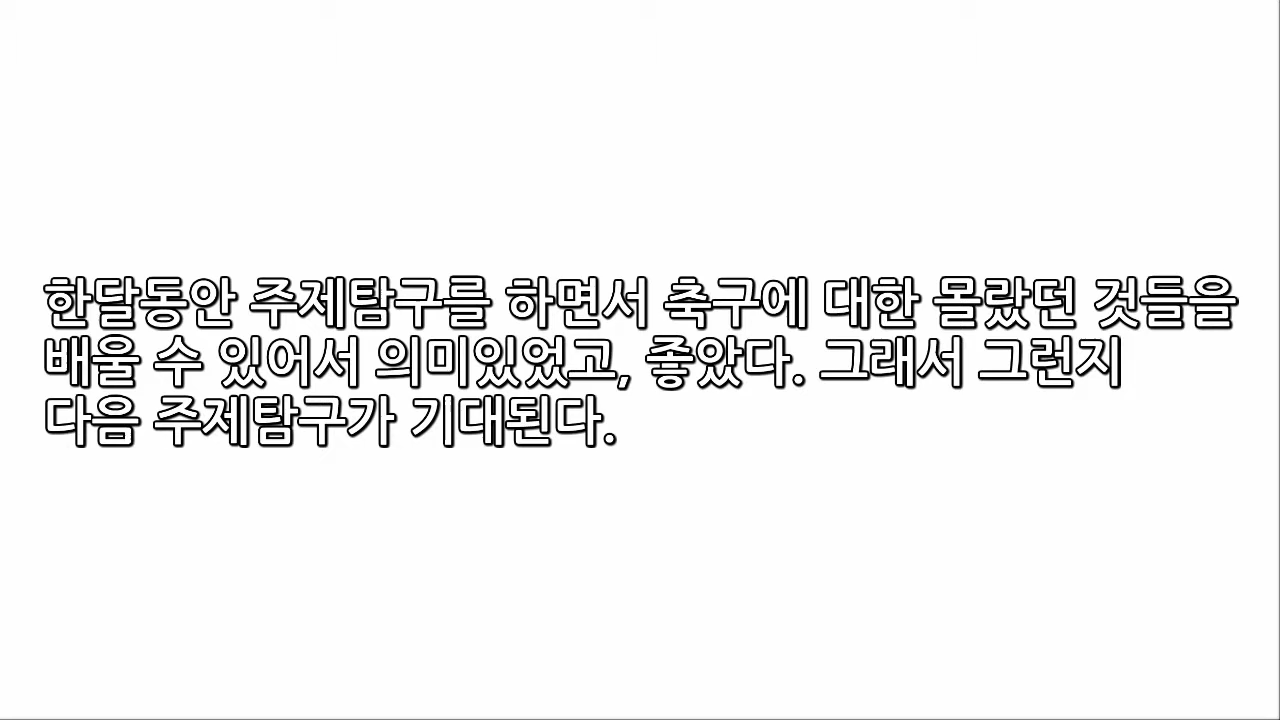 한달동안 주제탐구를 하면서 축구에 대한 몰랐던 것들을
배울 수 있어서 의미있었고, 좋았다. 그래서 그런지
다음 주제탐구가 기대된다.